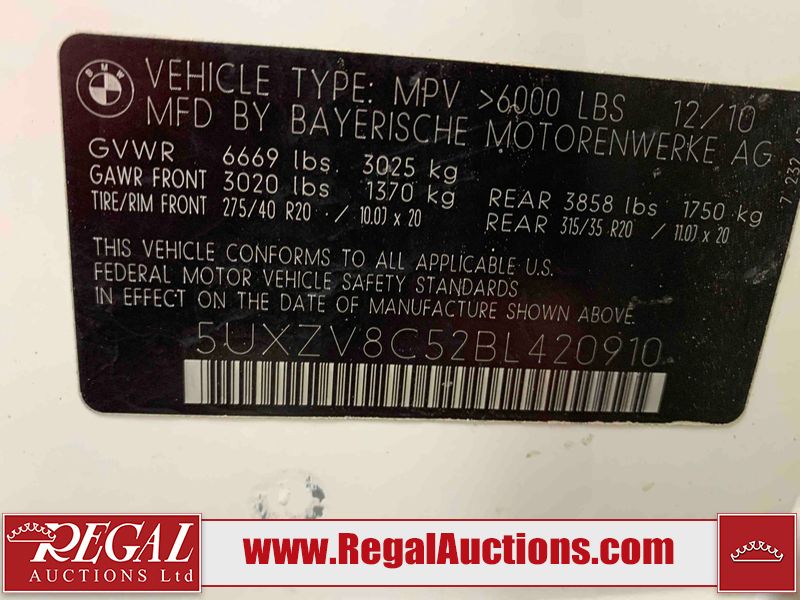 BMW
VEHICLE TYPE: MPV >6000 LBS 12/10
MFD BY BAYERISCHE MOTORENWERKE AG
GVWR 6669 lbs. 3025 kg
GAWR FRONT 3020 lbs 1370 kg REAR 3858 lbs 1750 kg
TIRE/RIM FRONT 275/40 R20 / 10.0J x 20 REAR 315/35 R20 / 11.0J x 20
THIS VEHICLE CONFORMS TO ALL APPLICABLE U.S.
FEDERAL MOTOR VEHICLE SAFETY STANDARDS
IN EFFECT ON THE DATE OF MANUFACTURE SHOWN ABOVE.
5UXZV8C52BL420910
7 232
REGAL
AUCTIONS Ltd
www.RegalAuctions.com